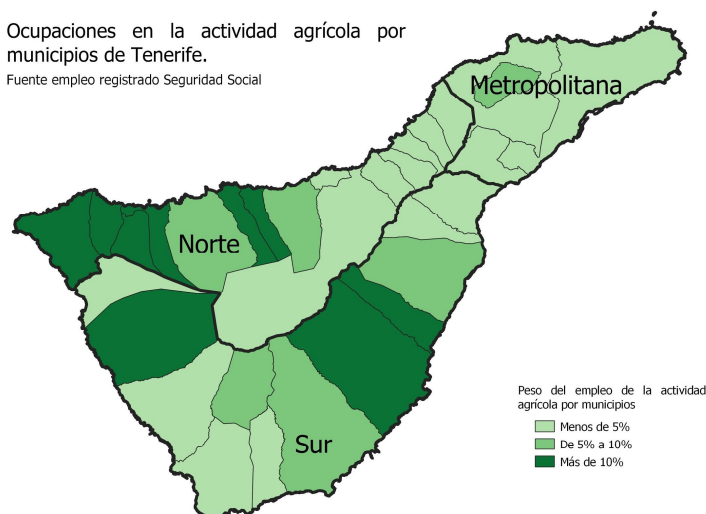 Ocupaciones en la actividad agrícola por
municipios de Tenerife.
Fuente empleo registrado Seguridad Social
Metropolitana
Norte
Sur
Peso del empleo de la actividad
agrícola por municipios
Menos de 5%
De 5% a 10%
Más de 10%